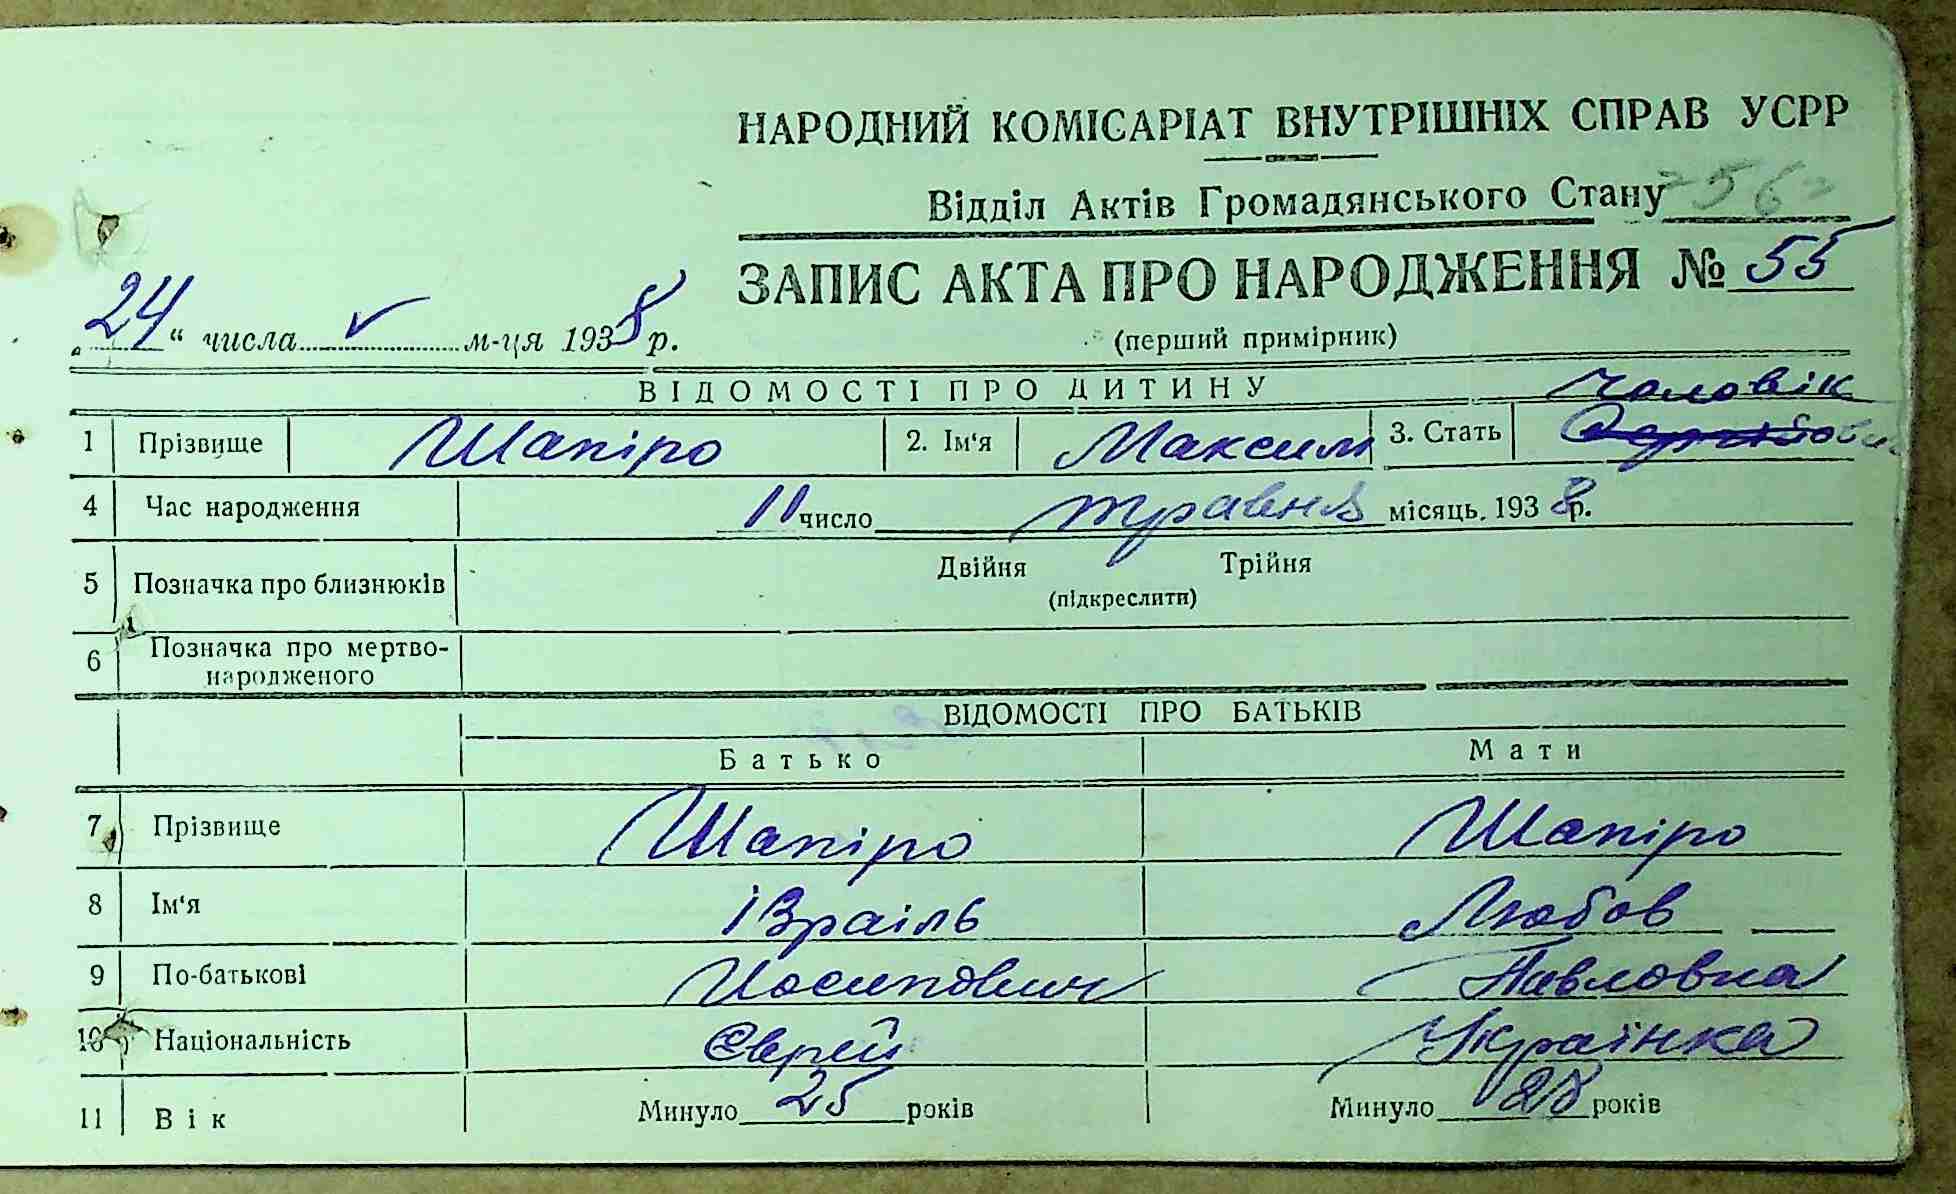 НАРОДНИЙ КОМІСАРІАТ ВНУТРІШНІХ СПРАВ УСРР
Відділ Актів Громадянського Стану 56
ЗАПИС АКТА ПРО НАРОДЖЕННЯ № 55
„24“ числа V м-ця 1938 р.
(перший примірник)
ВІДОМОСТІ ПРО ДИТИНУ
Чоловік
1 Прізвище Шапіро 2. Ім‘я Максим 3. Стать
4 Час народження 11 число травня місяць. 1938 р.
5 Позначка про близнюків Двійня Трійня
(підкреслити)
6 Позначка про мертво-
народженого
ВІДОМОСТІ ПРО БАТЬКІВ
Батько Мати
7 Прізвище Шапіро Шапіро
8 Ім‘я Ізраіль Любов
9 По-батькові Иосипович Павловна
10 Національність Єврей Українка
11 Вік Минуло 25 років Минуло 28 років